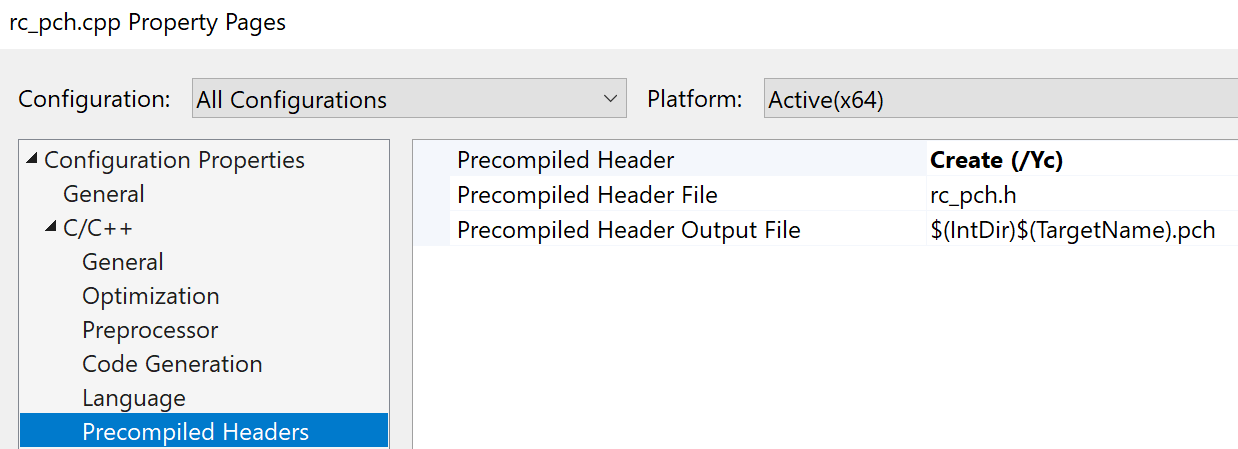 rc_pch.cpp Property Pages
Configuration: All Configurations Platform: Active(x64)
Configuration Properties
General
C/C++
General
Optimization
Preprocessor
Code Generation
Language
Precompiled Headers
Precompiled Header Create (/Yc)
Precompiled Header File rc_pch.h
Precompiled Header Output File $(IntDir)$(TargetName).pch